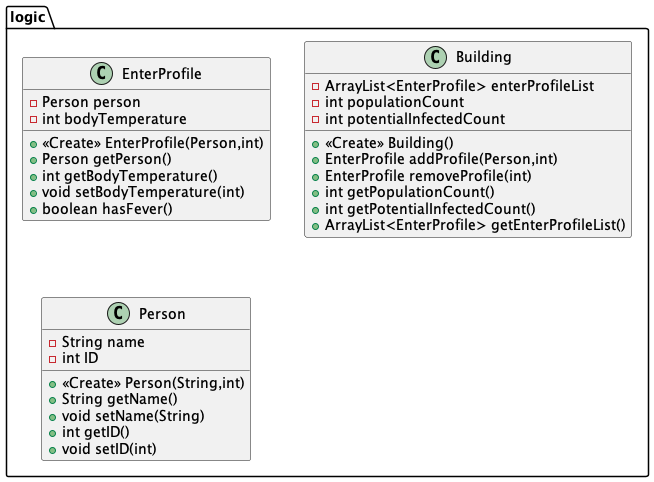 logic
C EnterProfile
Person person
int bodyTemperature
«Create» EnterProfile(Person,int)
Person getPerson()
int getBodyTemperature()
void setBodyTemperature(int)
boolean hasFever()
C Building
ArrayList<EnterProfile> enterProfileList
int populationCount
int potentialInfectedCount
«Create» Building()
EnterProfile addProfile(Person,int)
EnterProfile removeProfile(int)
int getPopulationCount()
int getPotentialInfectedCount()
ArrayList<EnterProfile> getEnterProfileList()
C Person
String name
int ID
«Create» Person(String,int)
String getName()
void setName(String)
int getID()
void setID(int)